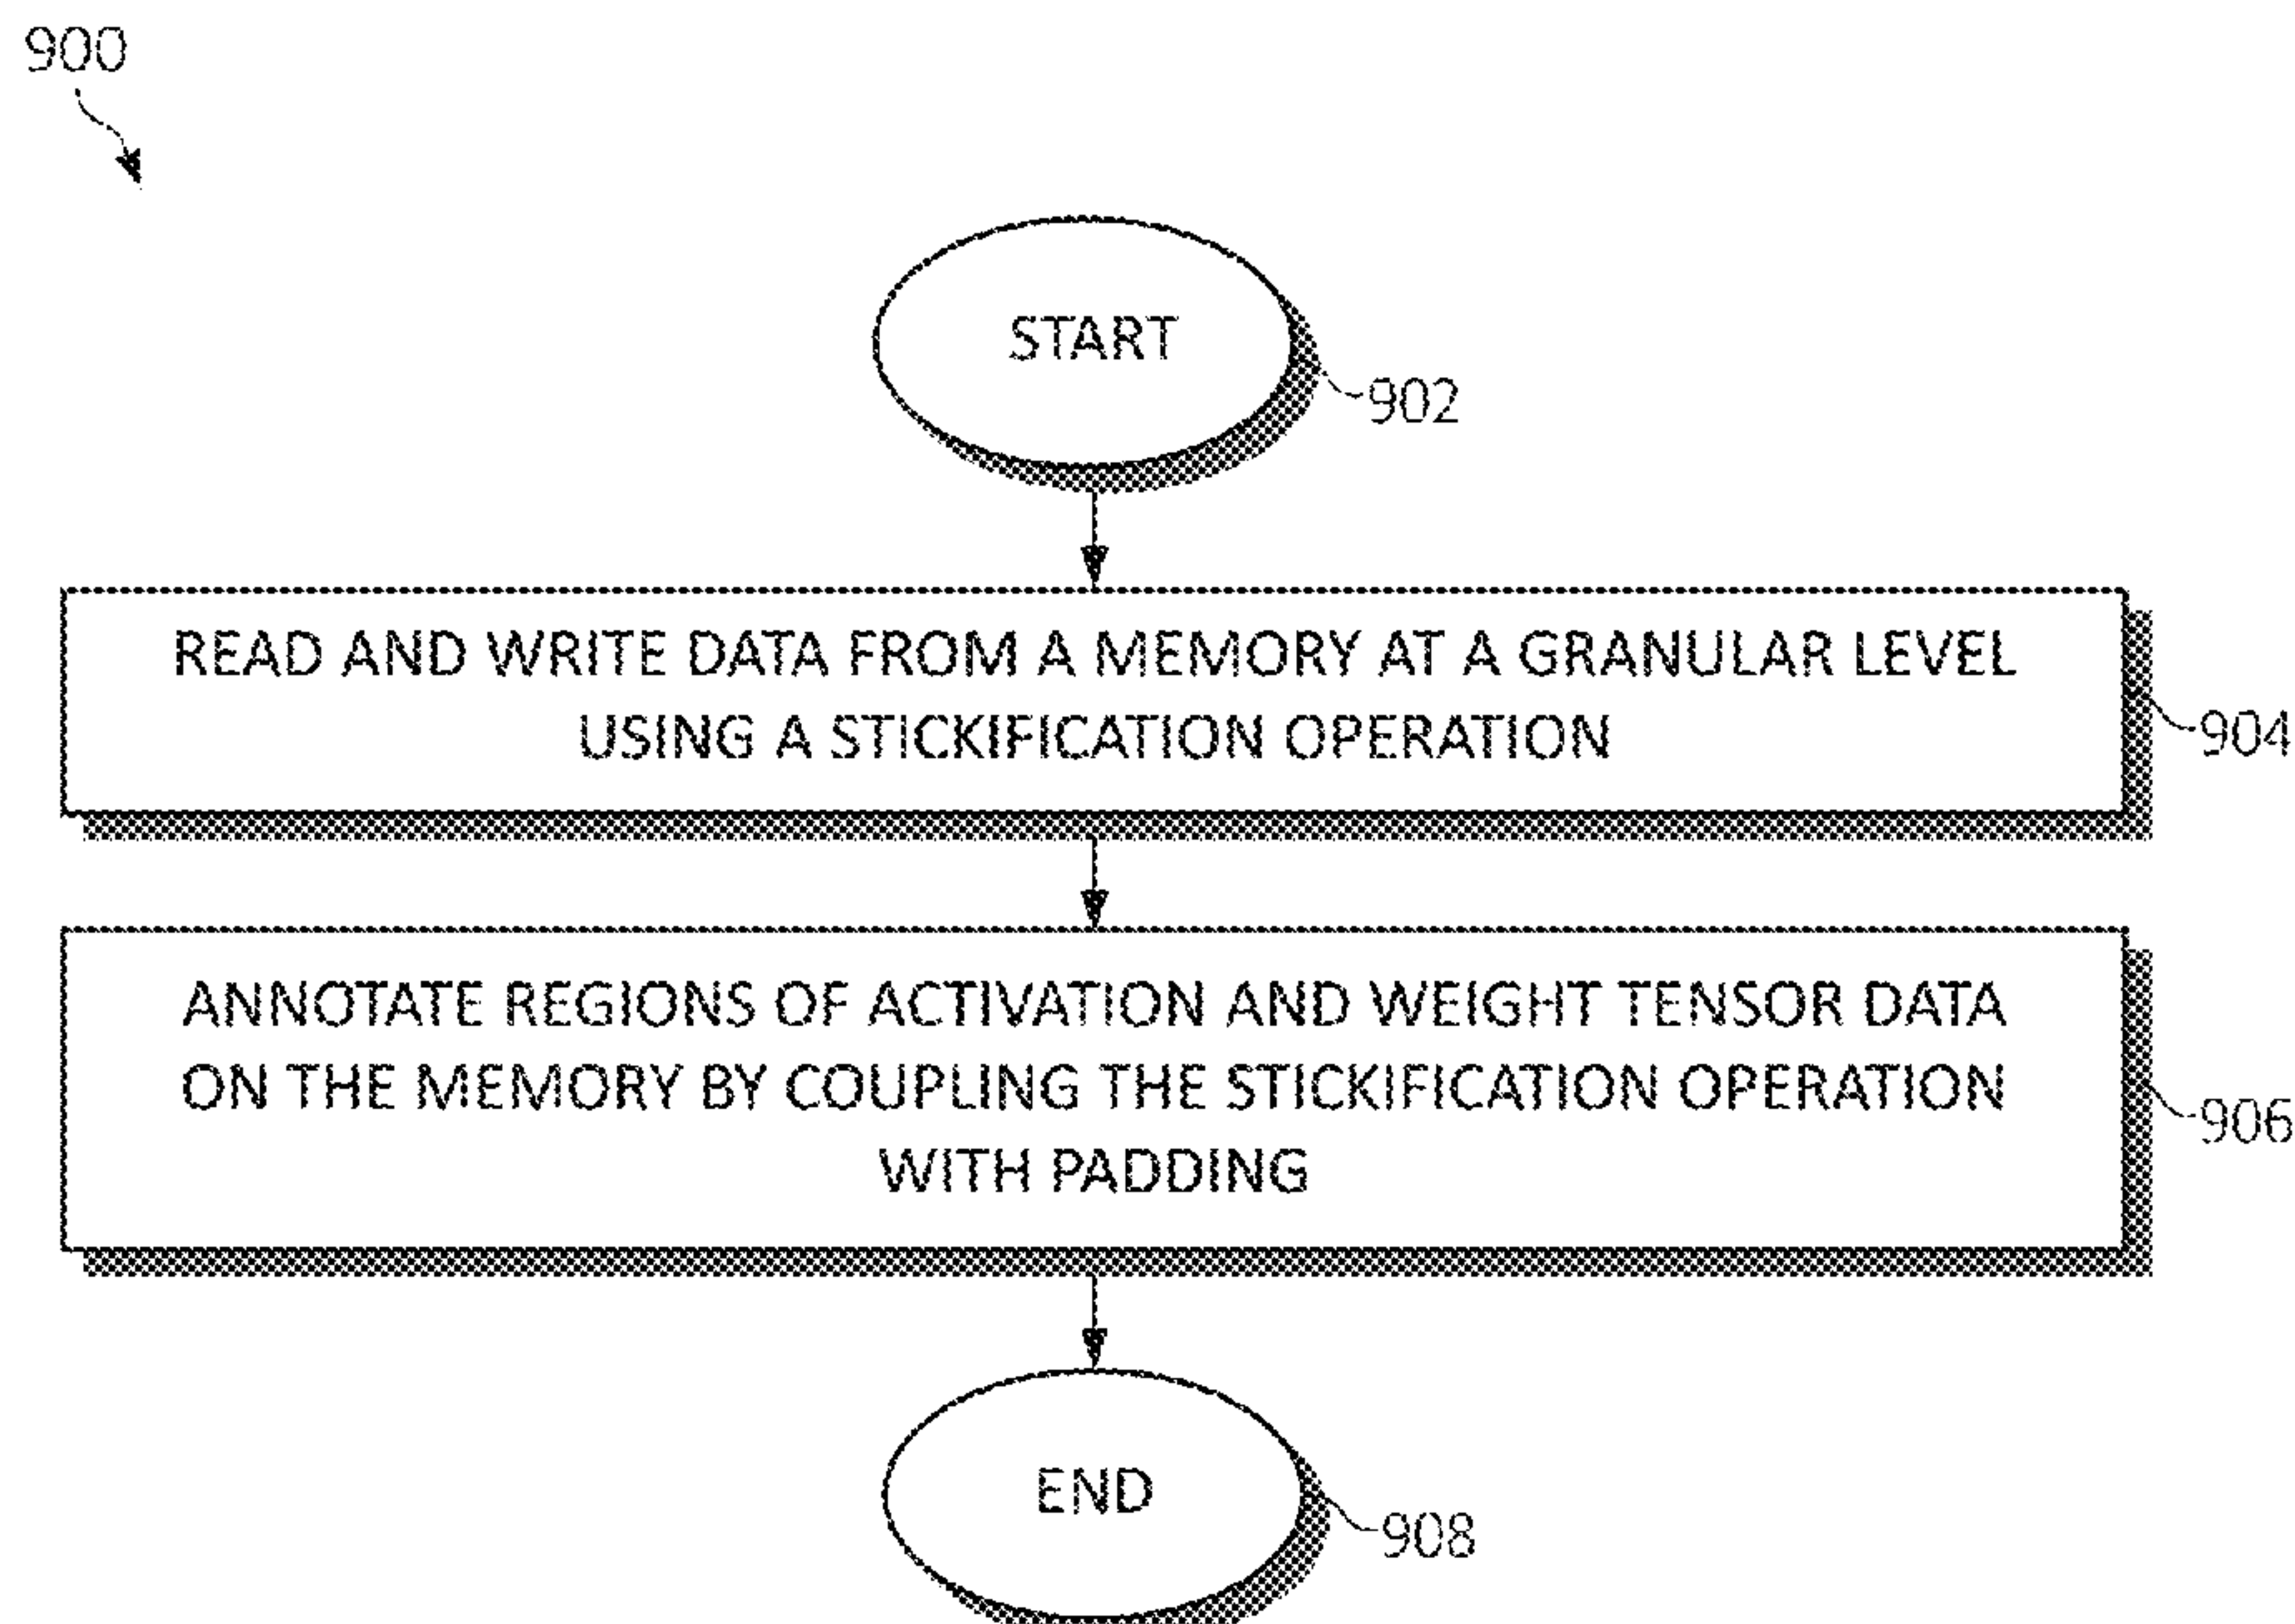 900
START
902
READ AND WRITE DATA FROM A MEMORY AT A GRANULAR LEVEL
USING A STICKIFICATION OPERATION
904
ANNOTATE REGIONS OF ACTIVATION AND WEIGHT TENSOR DATA
ON THE MEMORY BY COUPLING THE STICKIFICATION OPERATION
WITH PADDING
906
END
908